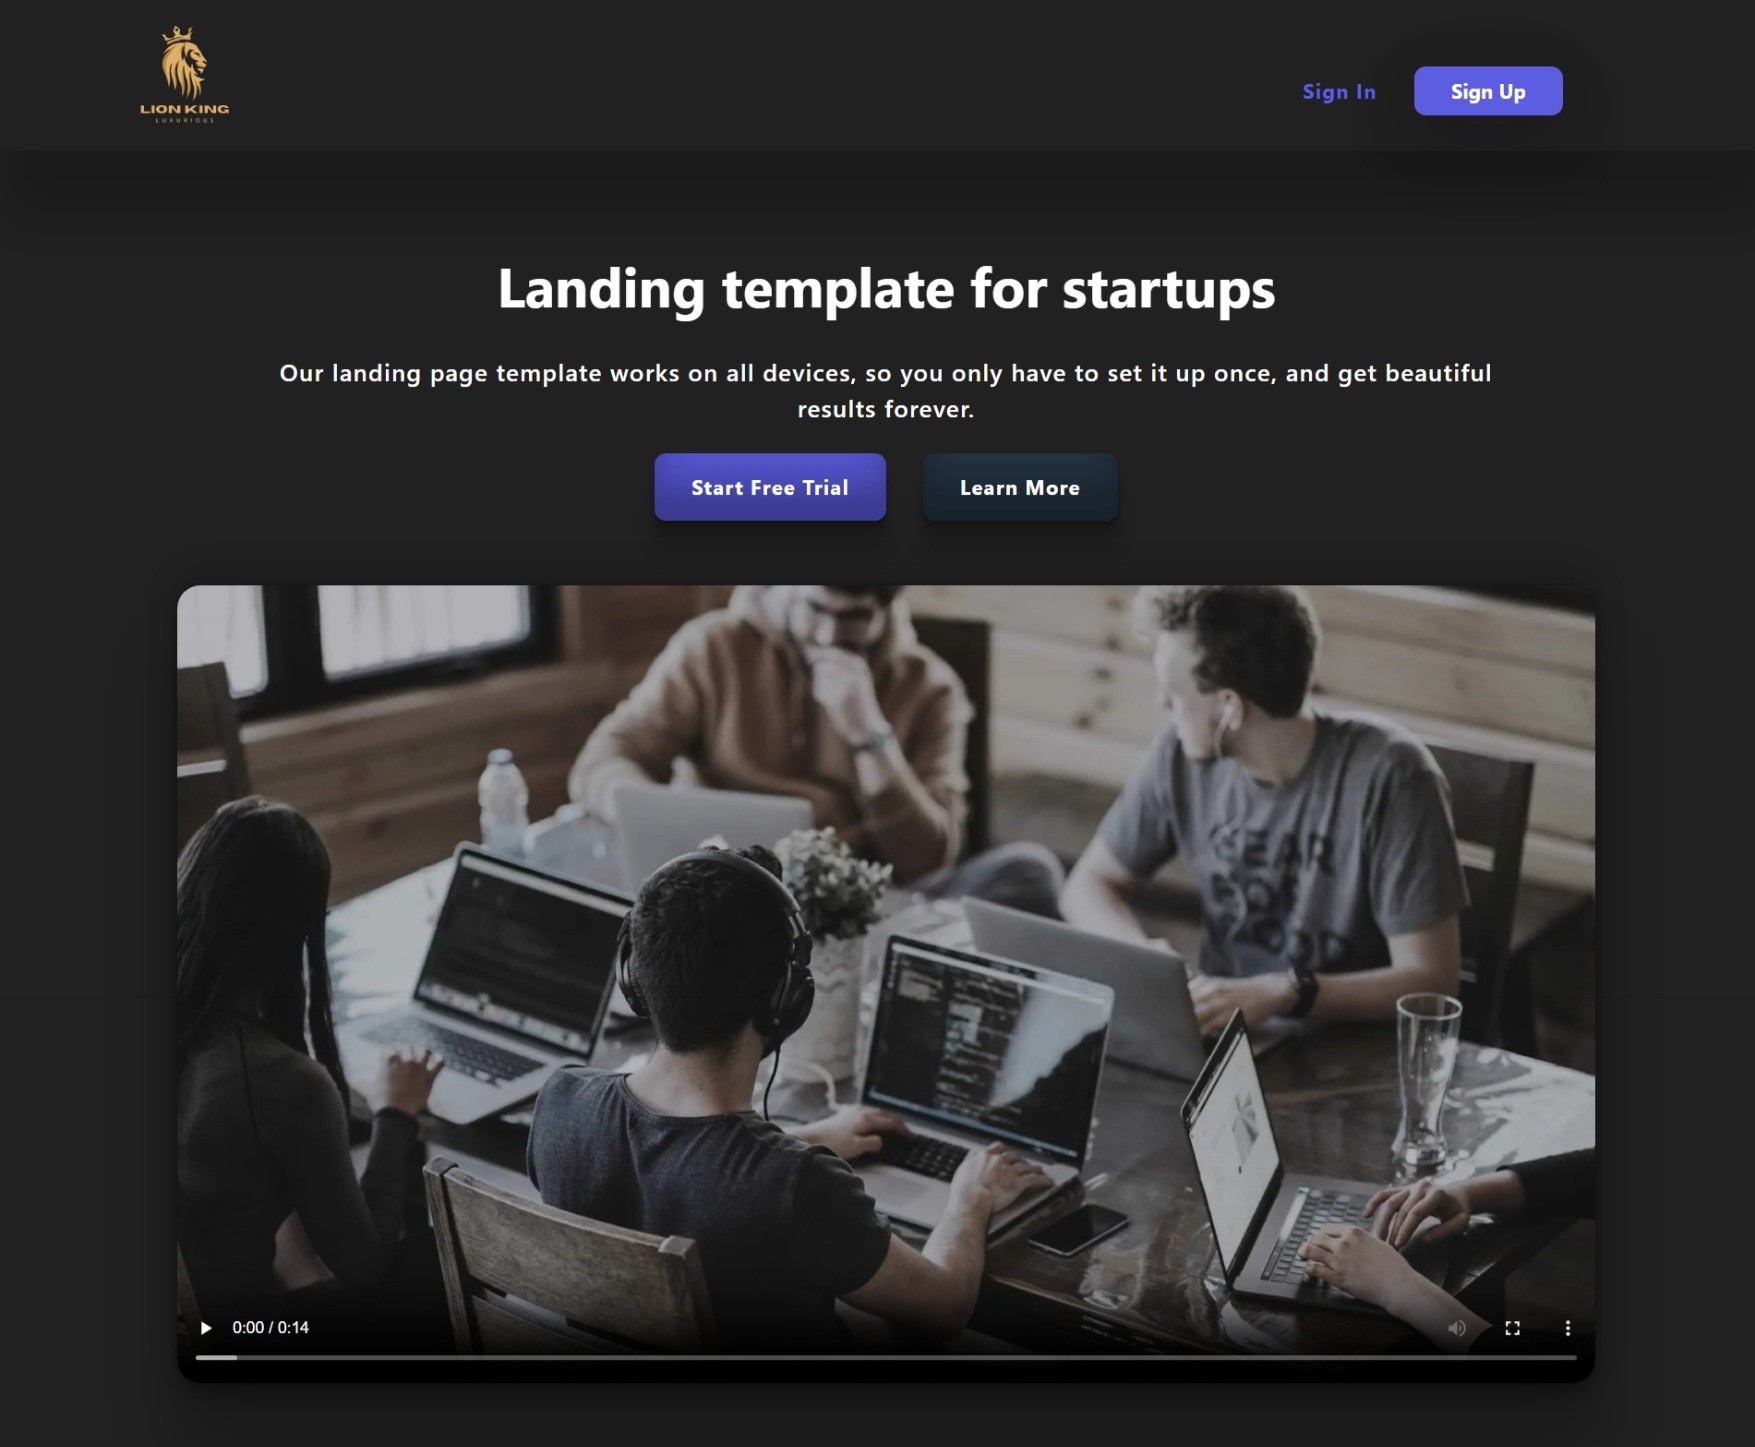 LION KING
LUXURIOUS
Sign In
Sign Up
Landing template for startups
Our landing page template works on all devices, so you only have to set it up once, and get beautiful
results forever.
Start Free Trial
Learn More
0:00 / 0:14